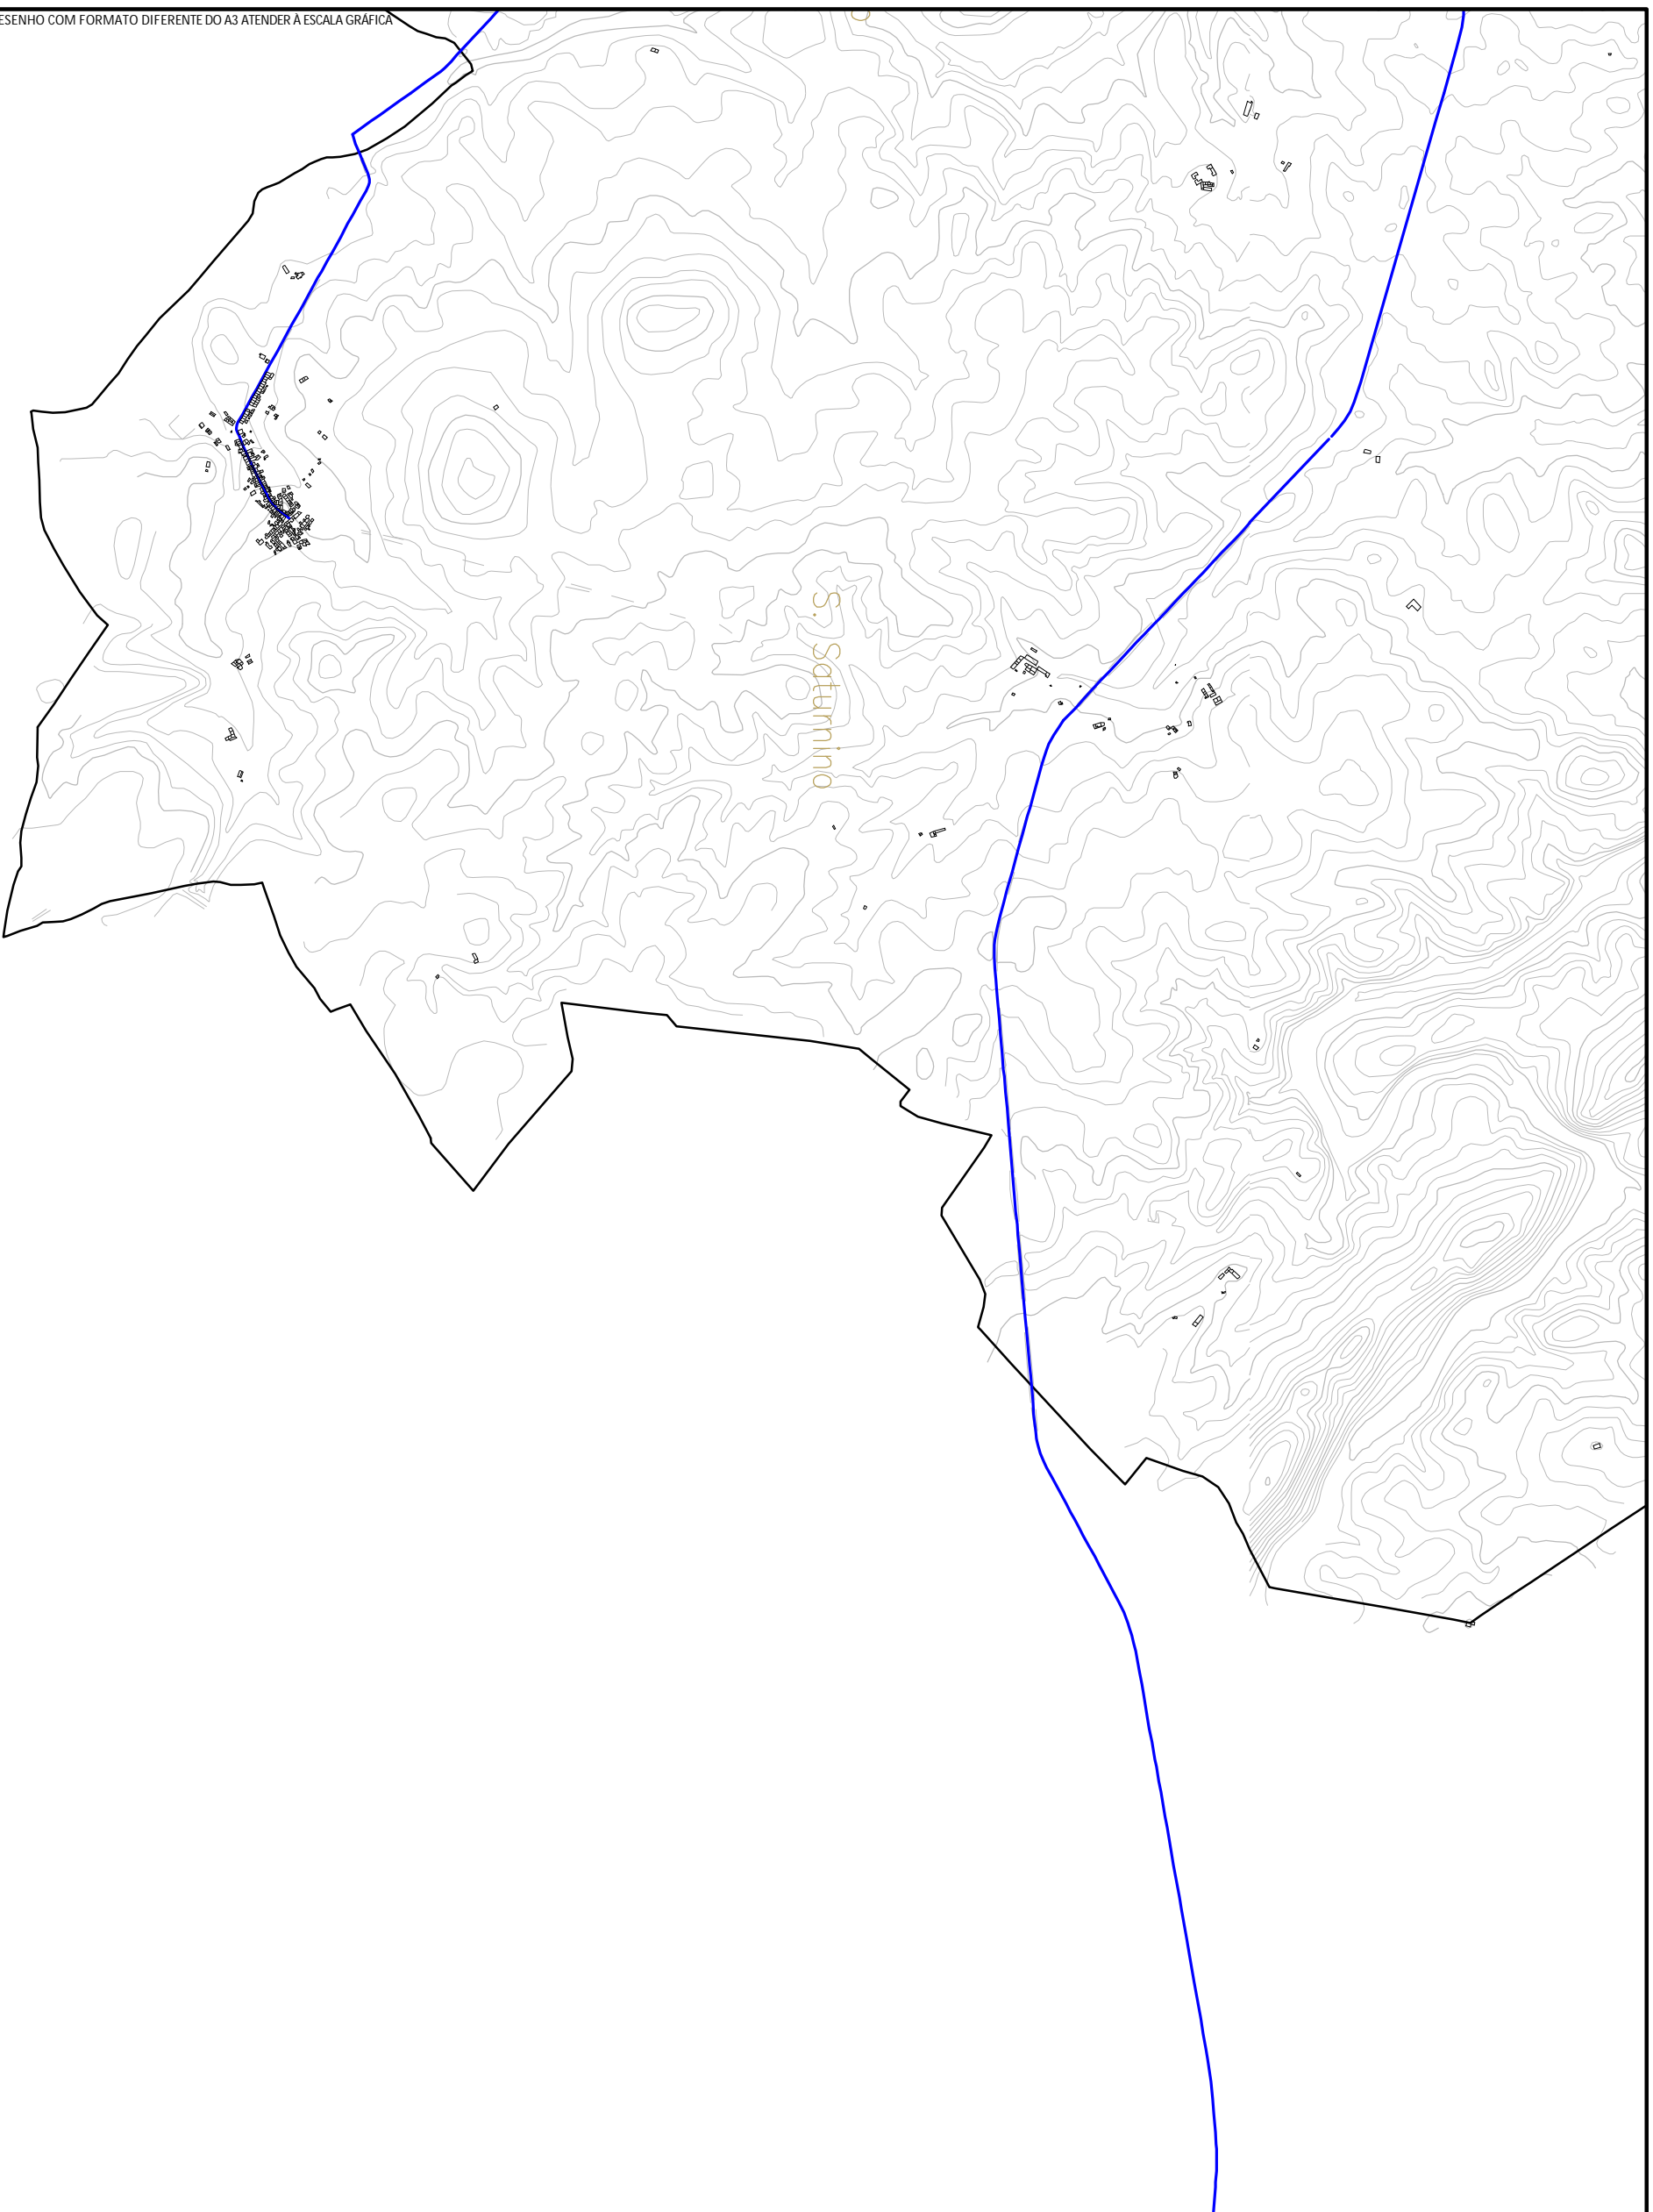 ESENHO COM FORMATO DIFERENTE DO A3 ATENDER À ESCALA GRÁFICA
S. Saturnino